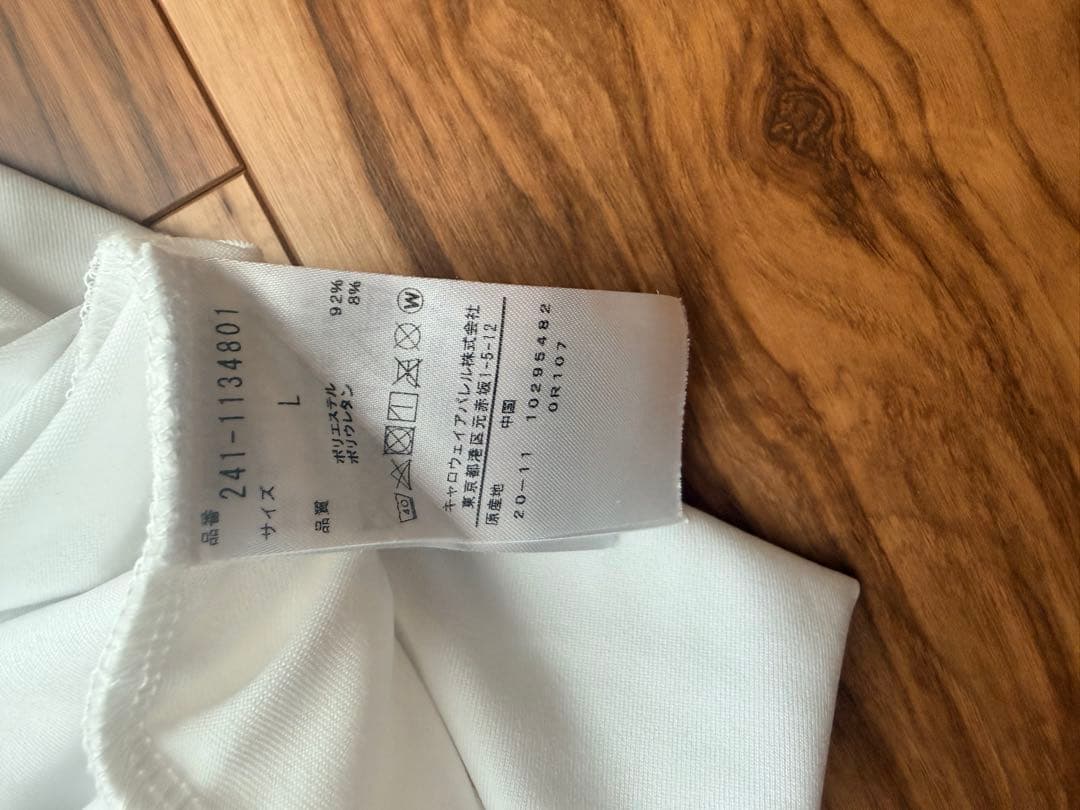 品番
241-1134801
サイズ L
品質 ポリエステル 92%
ポリウレタン 8%
40 W
キャロウェイアパレル株式会社
東京都港区元赤坂1-5-12
原産地 中国
20-11 10295482
0R107